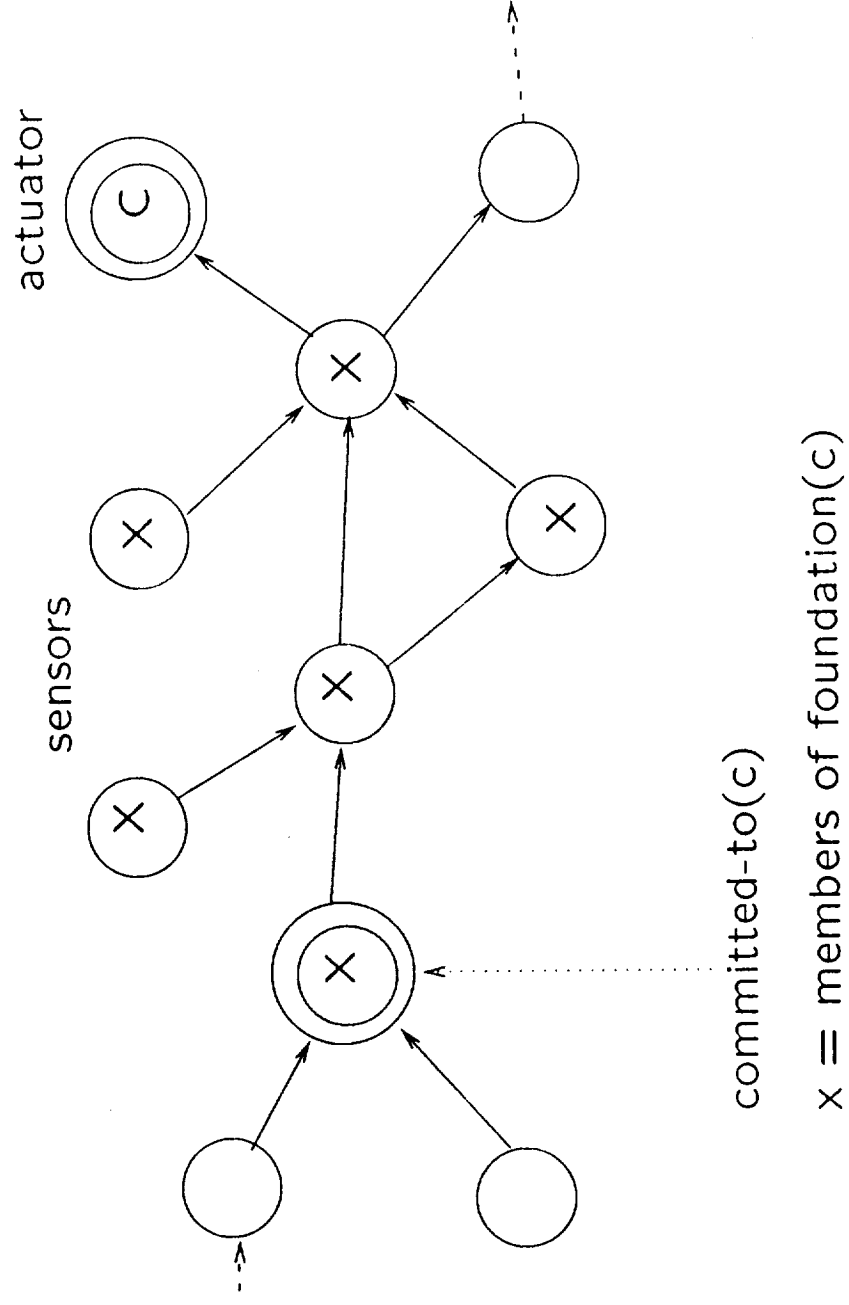 actuator
c
sensors
x
x
x
x
x
x
committed-to(c)
x = members of foundation(c)